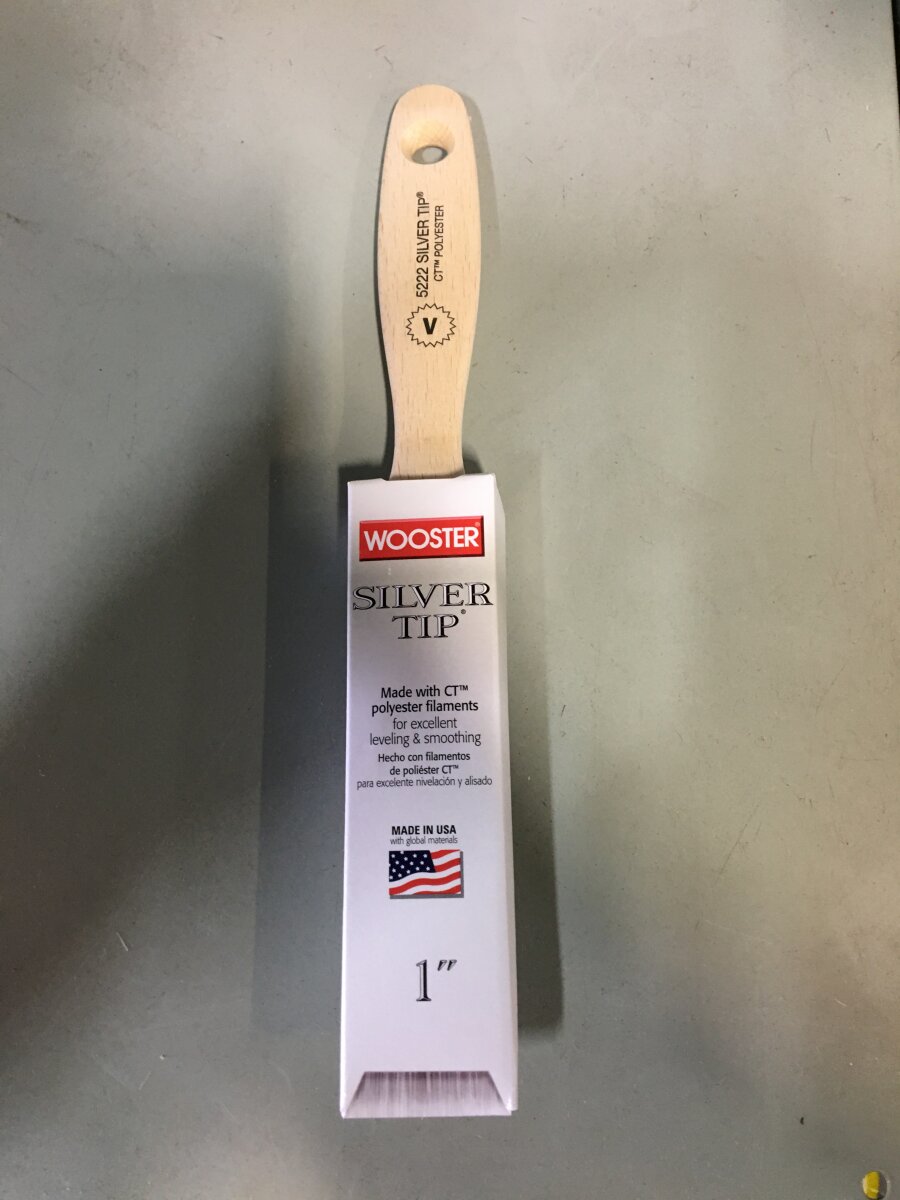 5222 SILVER TIP®
CT™ POLYESTER
V
WOOSTER®
SILVER
TIP®
Made with CT™
polyester filaments
for excellent
leveling & smoothing
Hecho con filamentos
de poliéster CT™
para excelente nivelación y alisado
MADE IN USA
with global materials
1"